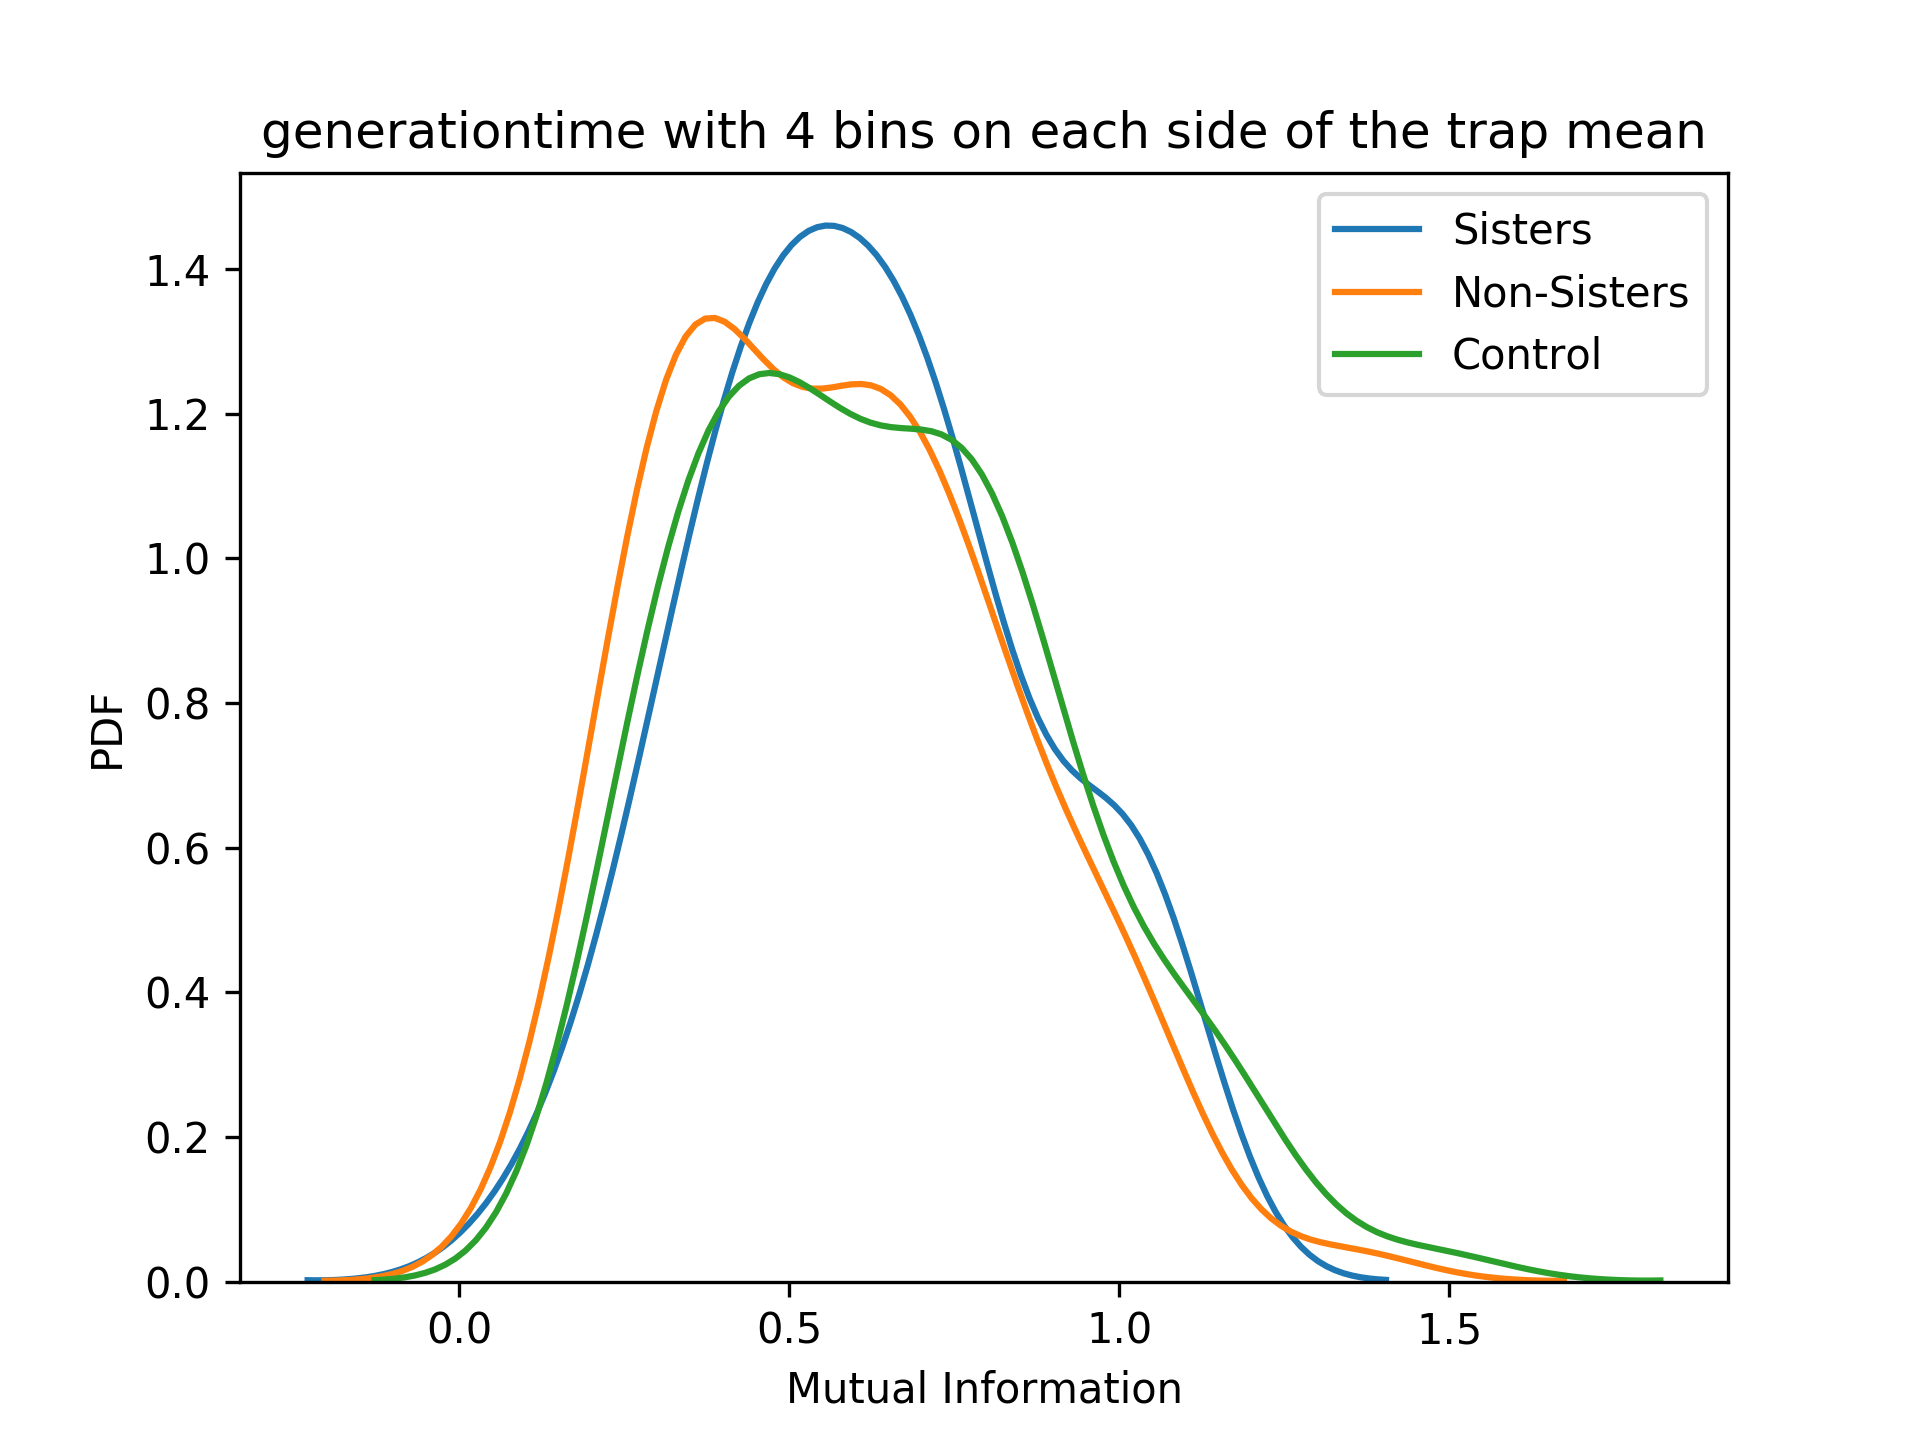 generationtime with 4 bins on each side of the trap mean
Sisters
Non-Sisters
Control
PDF
1.4
1.2
1.0
0.8
0.6
0.4
0.2
0.0
0.0 0.5 1.0 1.5
Mutual Information